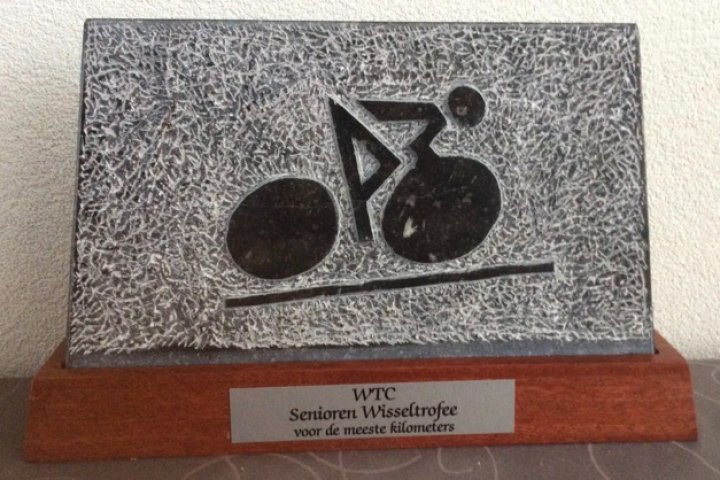 WTC
Senioren Wisseltrofee
voor de meeste kilometers